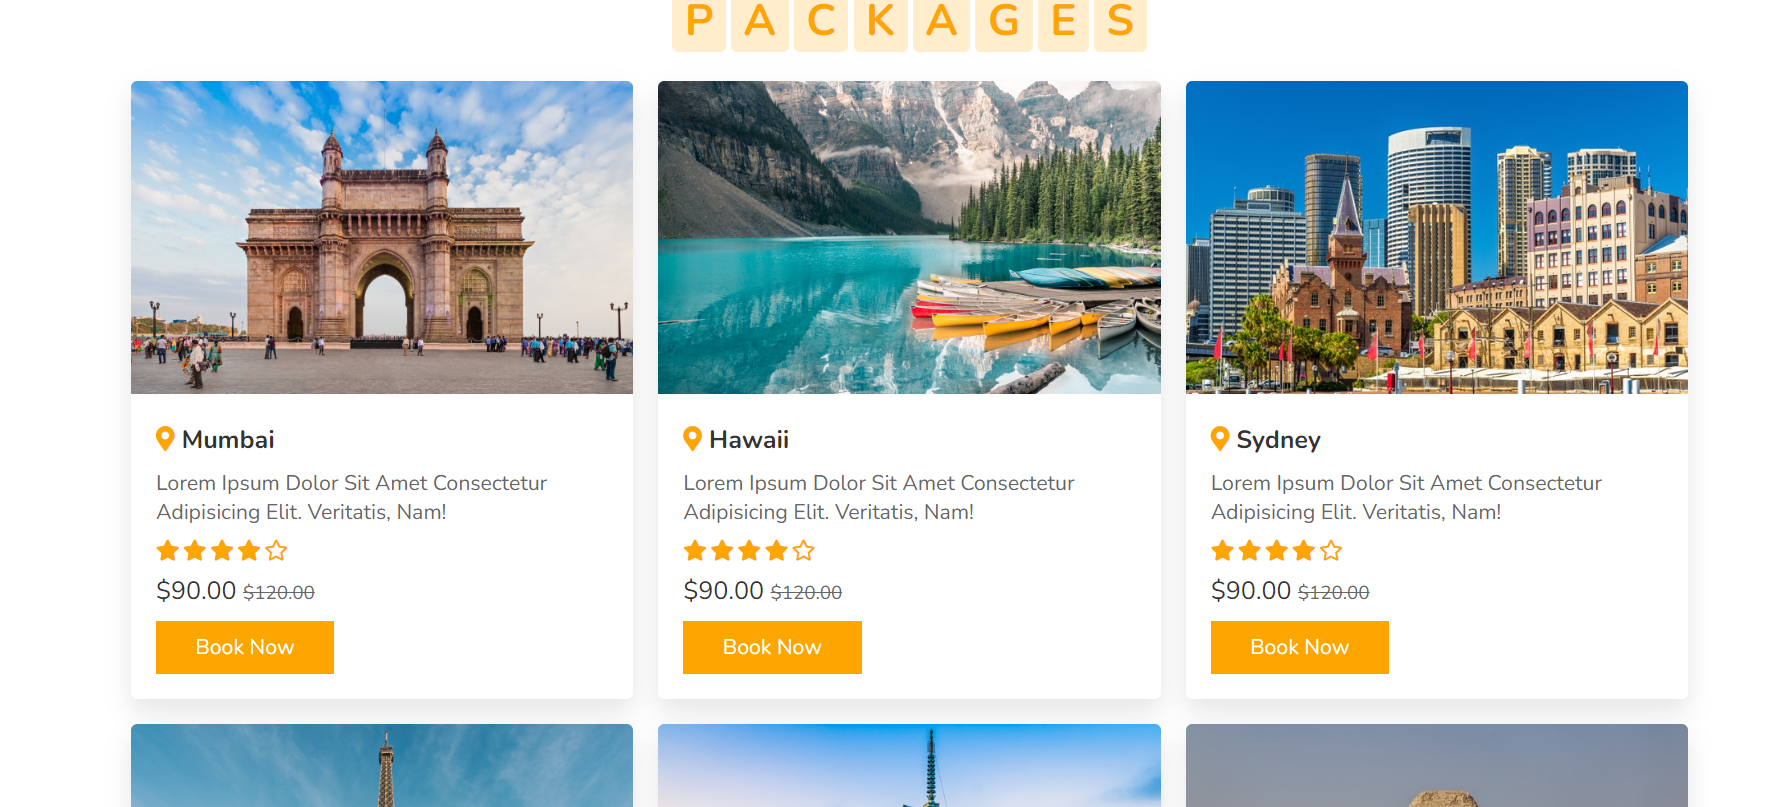 PACKAGES
Mumbai
Lorem Ipsum Dolor Sit Amet Consectetur
Adipisicing Elit. Veritatis, Nam!
$90.00 $120.00
Book Now
Hawaii
Lorem Ipsum Dolor Sit Amet Consectetur
Adipisicing Elit. Veritatis, Nam!
$90.00 $120.00
Book Now
Sydney
Lorem Ipsum Dolor Sit Amet Consectetur
Adipisicing Elit. Veritatis, Nam!
$90.00 $120.00
Book Now